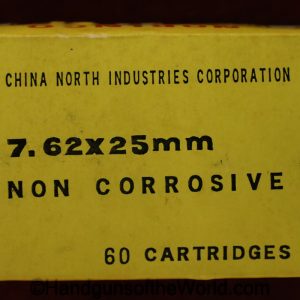 CHINA NORTH INDUSTRIES CORPORATION
7.62x25mm
NON CORROSIVE
60 CARTRIDGES
© HandgunsoftheWorld.com